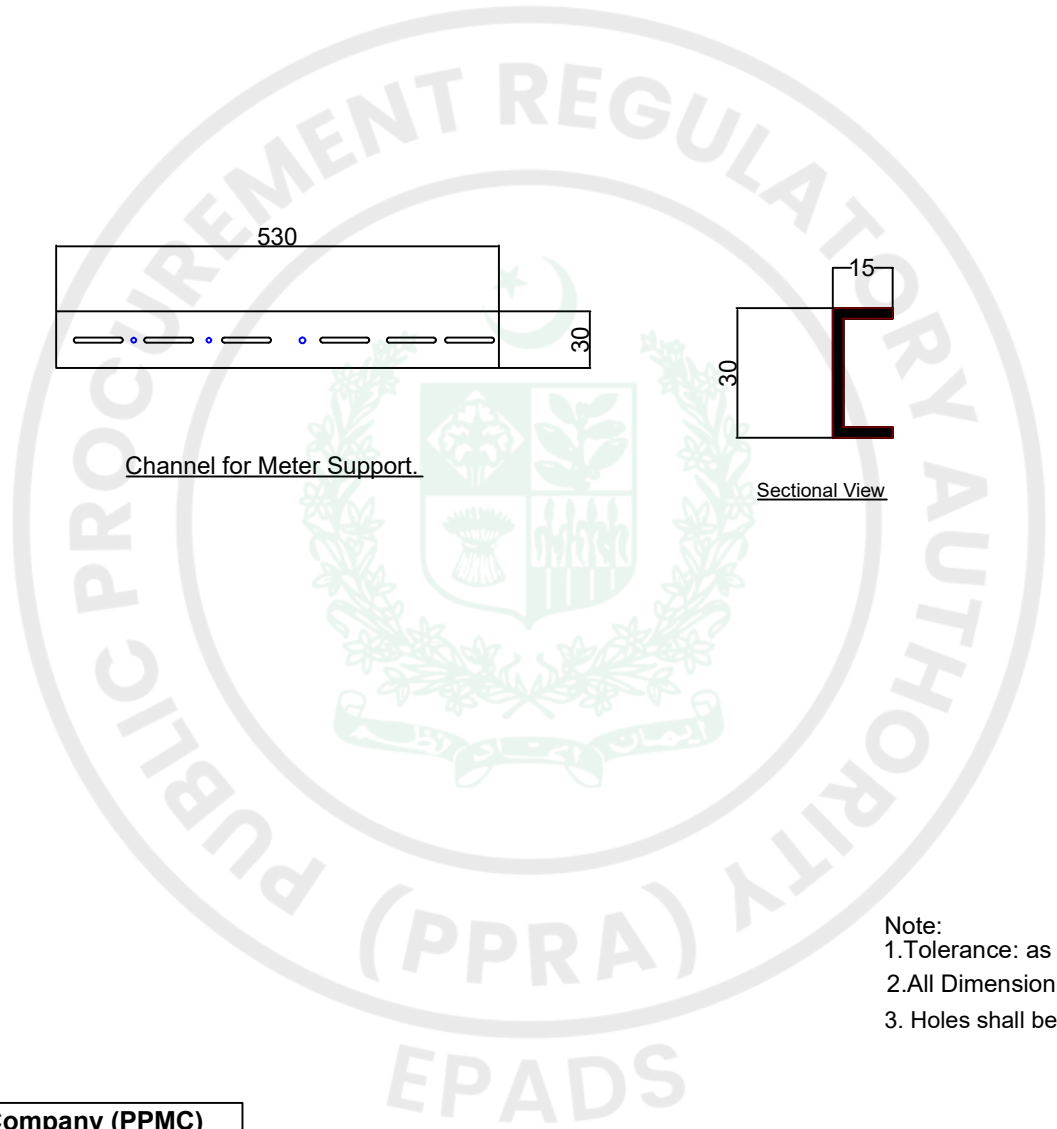 530
30
Channel for Meter Support.
15
30
Sectional View
Note:
1.Tolerance: as
2.All Dimension
3. Holes shall be
Company (PPMC)
PUBLIC PROCUREMENT REGULATORY AUTHORITY
(PPRA)
EPADS